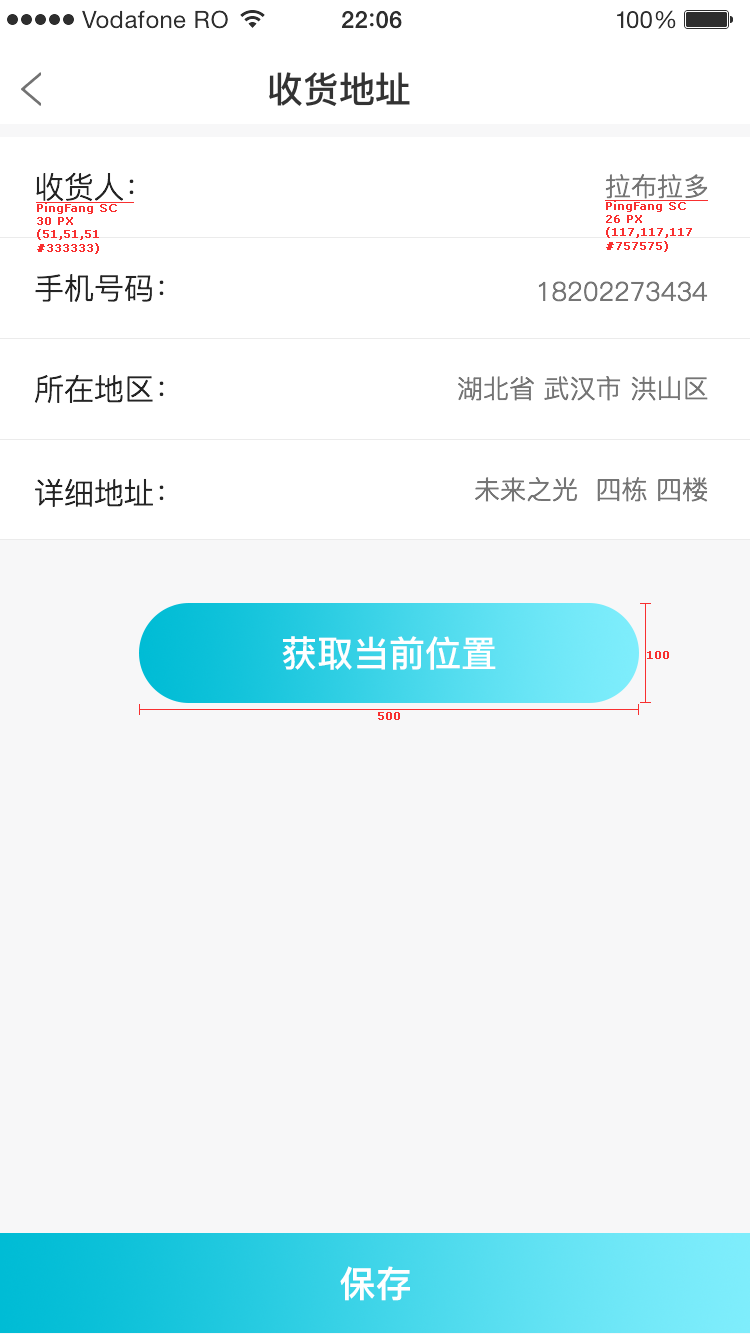 Vodafone RO 22:06 100%
收货地址
收货人: 拉布拉多
PingFang SC PingFang SC
30 PX 26 PX
(51,51,51 (117,117,117
#333333) #757575)
手机号码: 18202273434
所在地区: 湖北省 武汉市 洪山区
详细地址: 未来之光 四栋 四楼
获取当前位置
100
500
保存